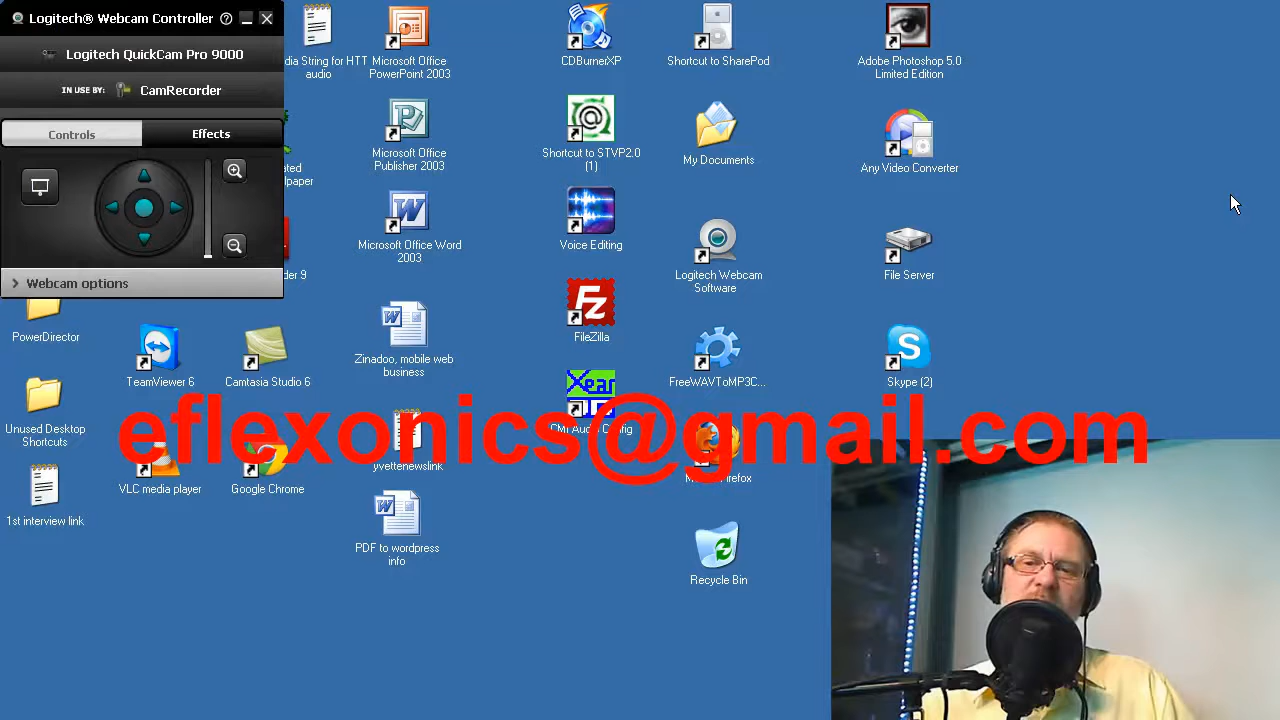 Logitech® Webcam Controller
Logitech QuickCam Pro 9000
IN USE BY: CamRecorder
Controls
Effects
Webcam options
dia String for HTT
audio
Microsoft Office
PowerPoint 2003
CDBurnerXP
Shortcut to SharePod
Adobe Photoshop 5.0
Limited Edition
ated
llpaper
Microsoft Office
Publisher 2003
Shortcut to STVP2.0
(1)
My Documents
Any Video Converter
der 9
Microsoft Office Word
2003
Voice Editing
Logitech Webcam
Software
File Server
PowerDirector
TeamViewer 6
Camtasia Studio 6
Zinadoo, mobile web
business
FileZilla
FreeWAVToMP3C...
Skype (2)
Unused Desktop
Shortcuts
eflexonics@gmail.com
yvettenewslink
VLC media player
Google Chrome
1st interview link
PDF to wordpress
info
Recycle Bin